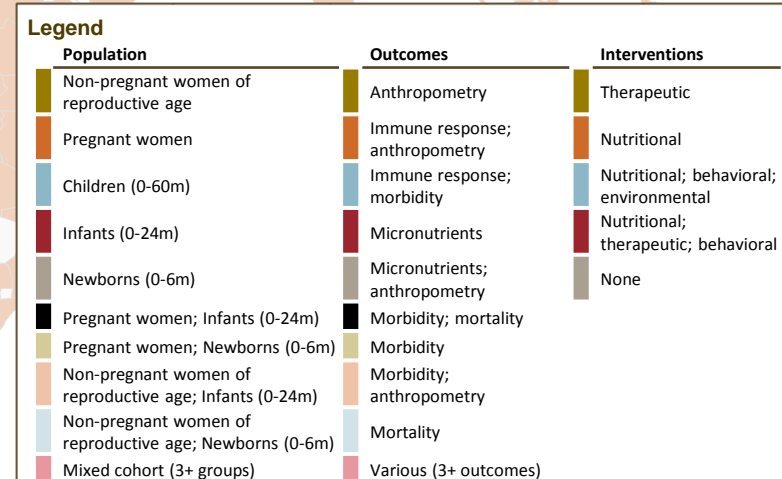 Legend
Population
Outcomes
Interventions
Non-pregnant women of
reproductive age
Anthropometry
Therapeutic
Pregnant women
Immune response;
anthropometry
Nutritional
Children (0-60m)
Immune response;
morbidity
Nutritional; behavioral;
environmental
Infants (0-24m)
Micronutrients
Nutritional;
therapeutic; behavioral
Newborns (0-6m)
Micronutrients;
anthropometry
None
Pregnant women; Infants (0-24m)
Morbidity; mortality
Pregnant women; Newborns (0-6m)
Morbidity
Non-pregnant women of
reproductive age; Infants (0-24m)
Morbidity;
anthropometry
Non-pregnant women of
reproductive age; Newborns (0-6m)
Mortality
Mixed cohort (3+ groups)
Various (3+ outcomes)